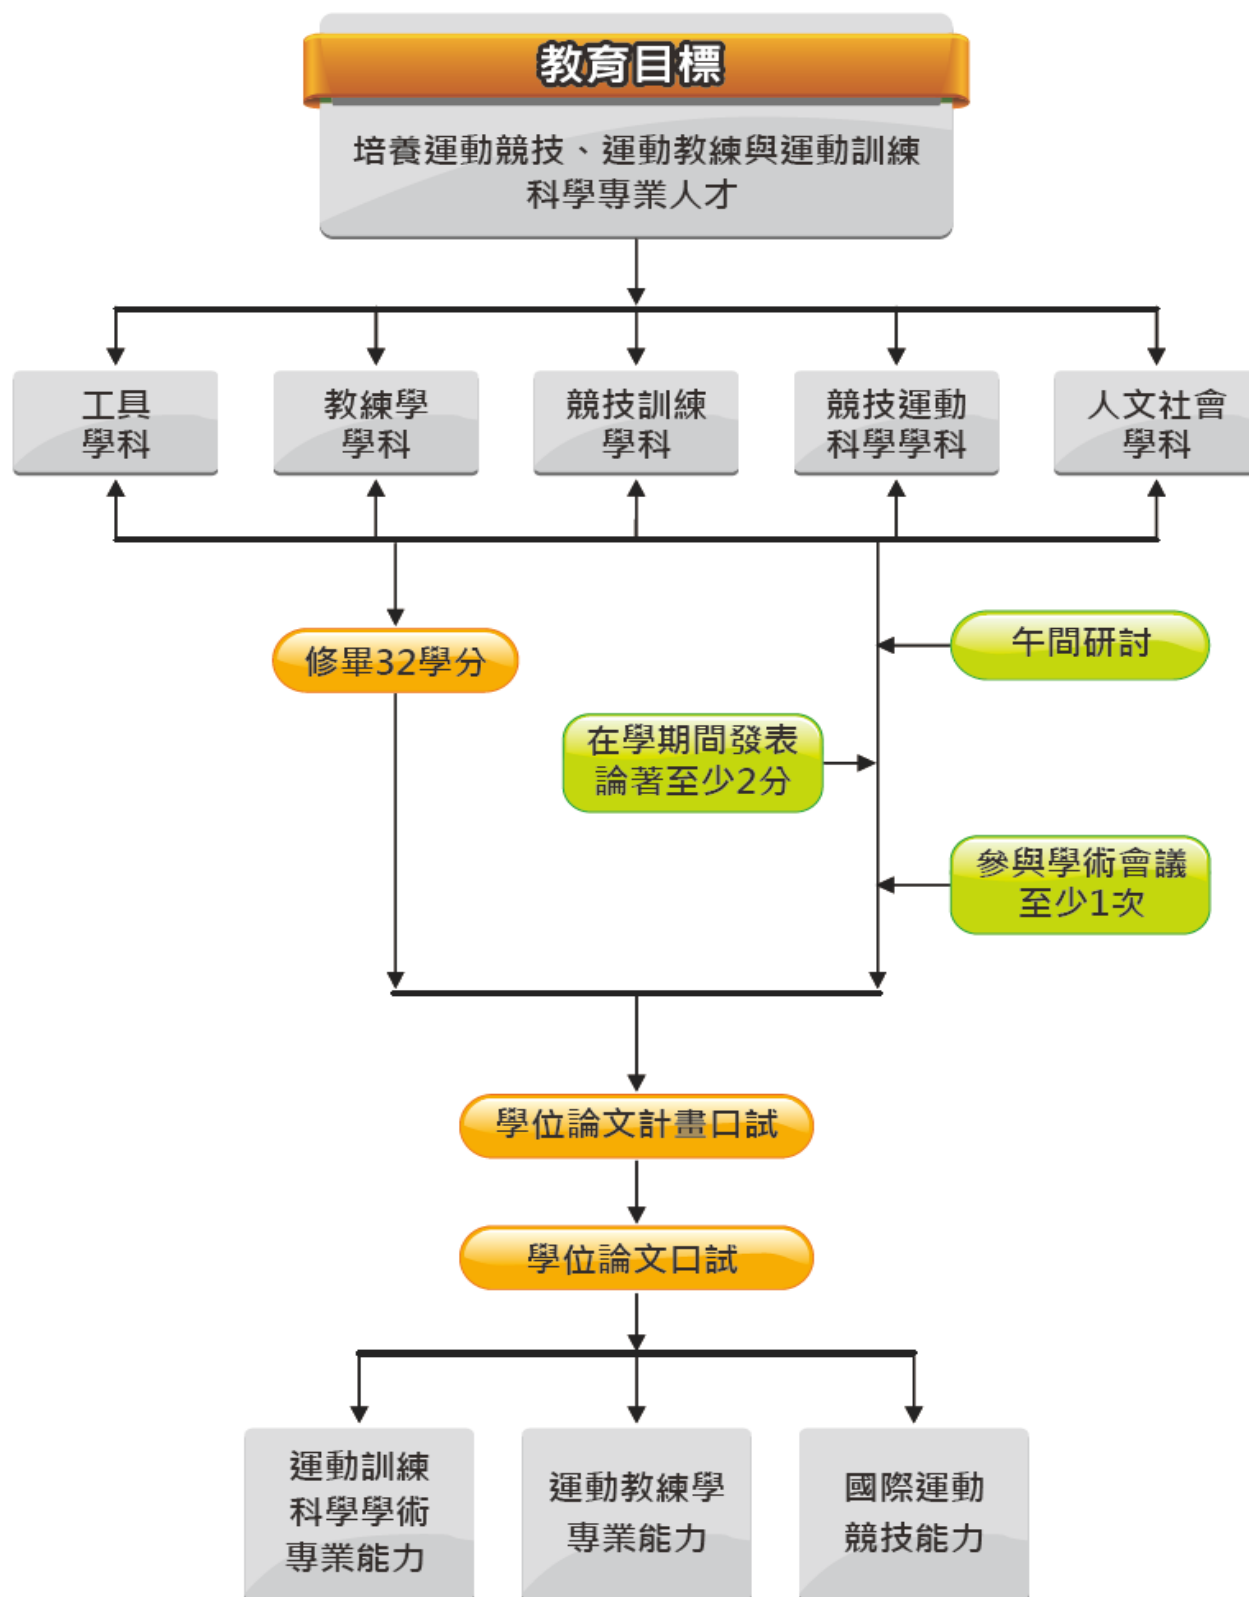 教育目標
培養運動競技、運動教練與運動訓練
科學專業人才
工具
學科
教練學
學科
競技訓練
學科
競技運動
科學學科
人文社會
學科
修畢32學分
午間研討
在學期間發表
論著至少2分
參與學術會議
至少1次
學位論文計畫口試
學位論文口試
運動訓練
科學學術
專業能力
運動教練學
專業能力
國際運動
競技能力